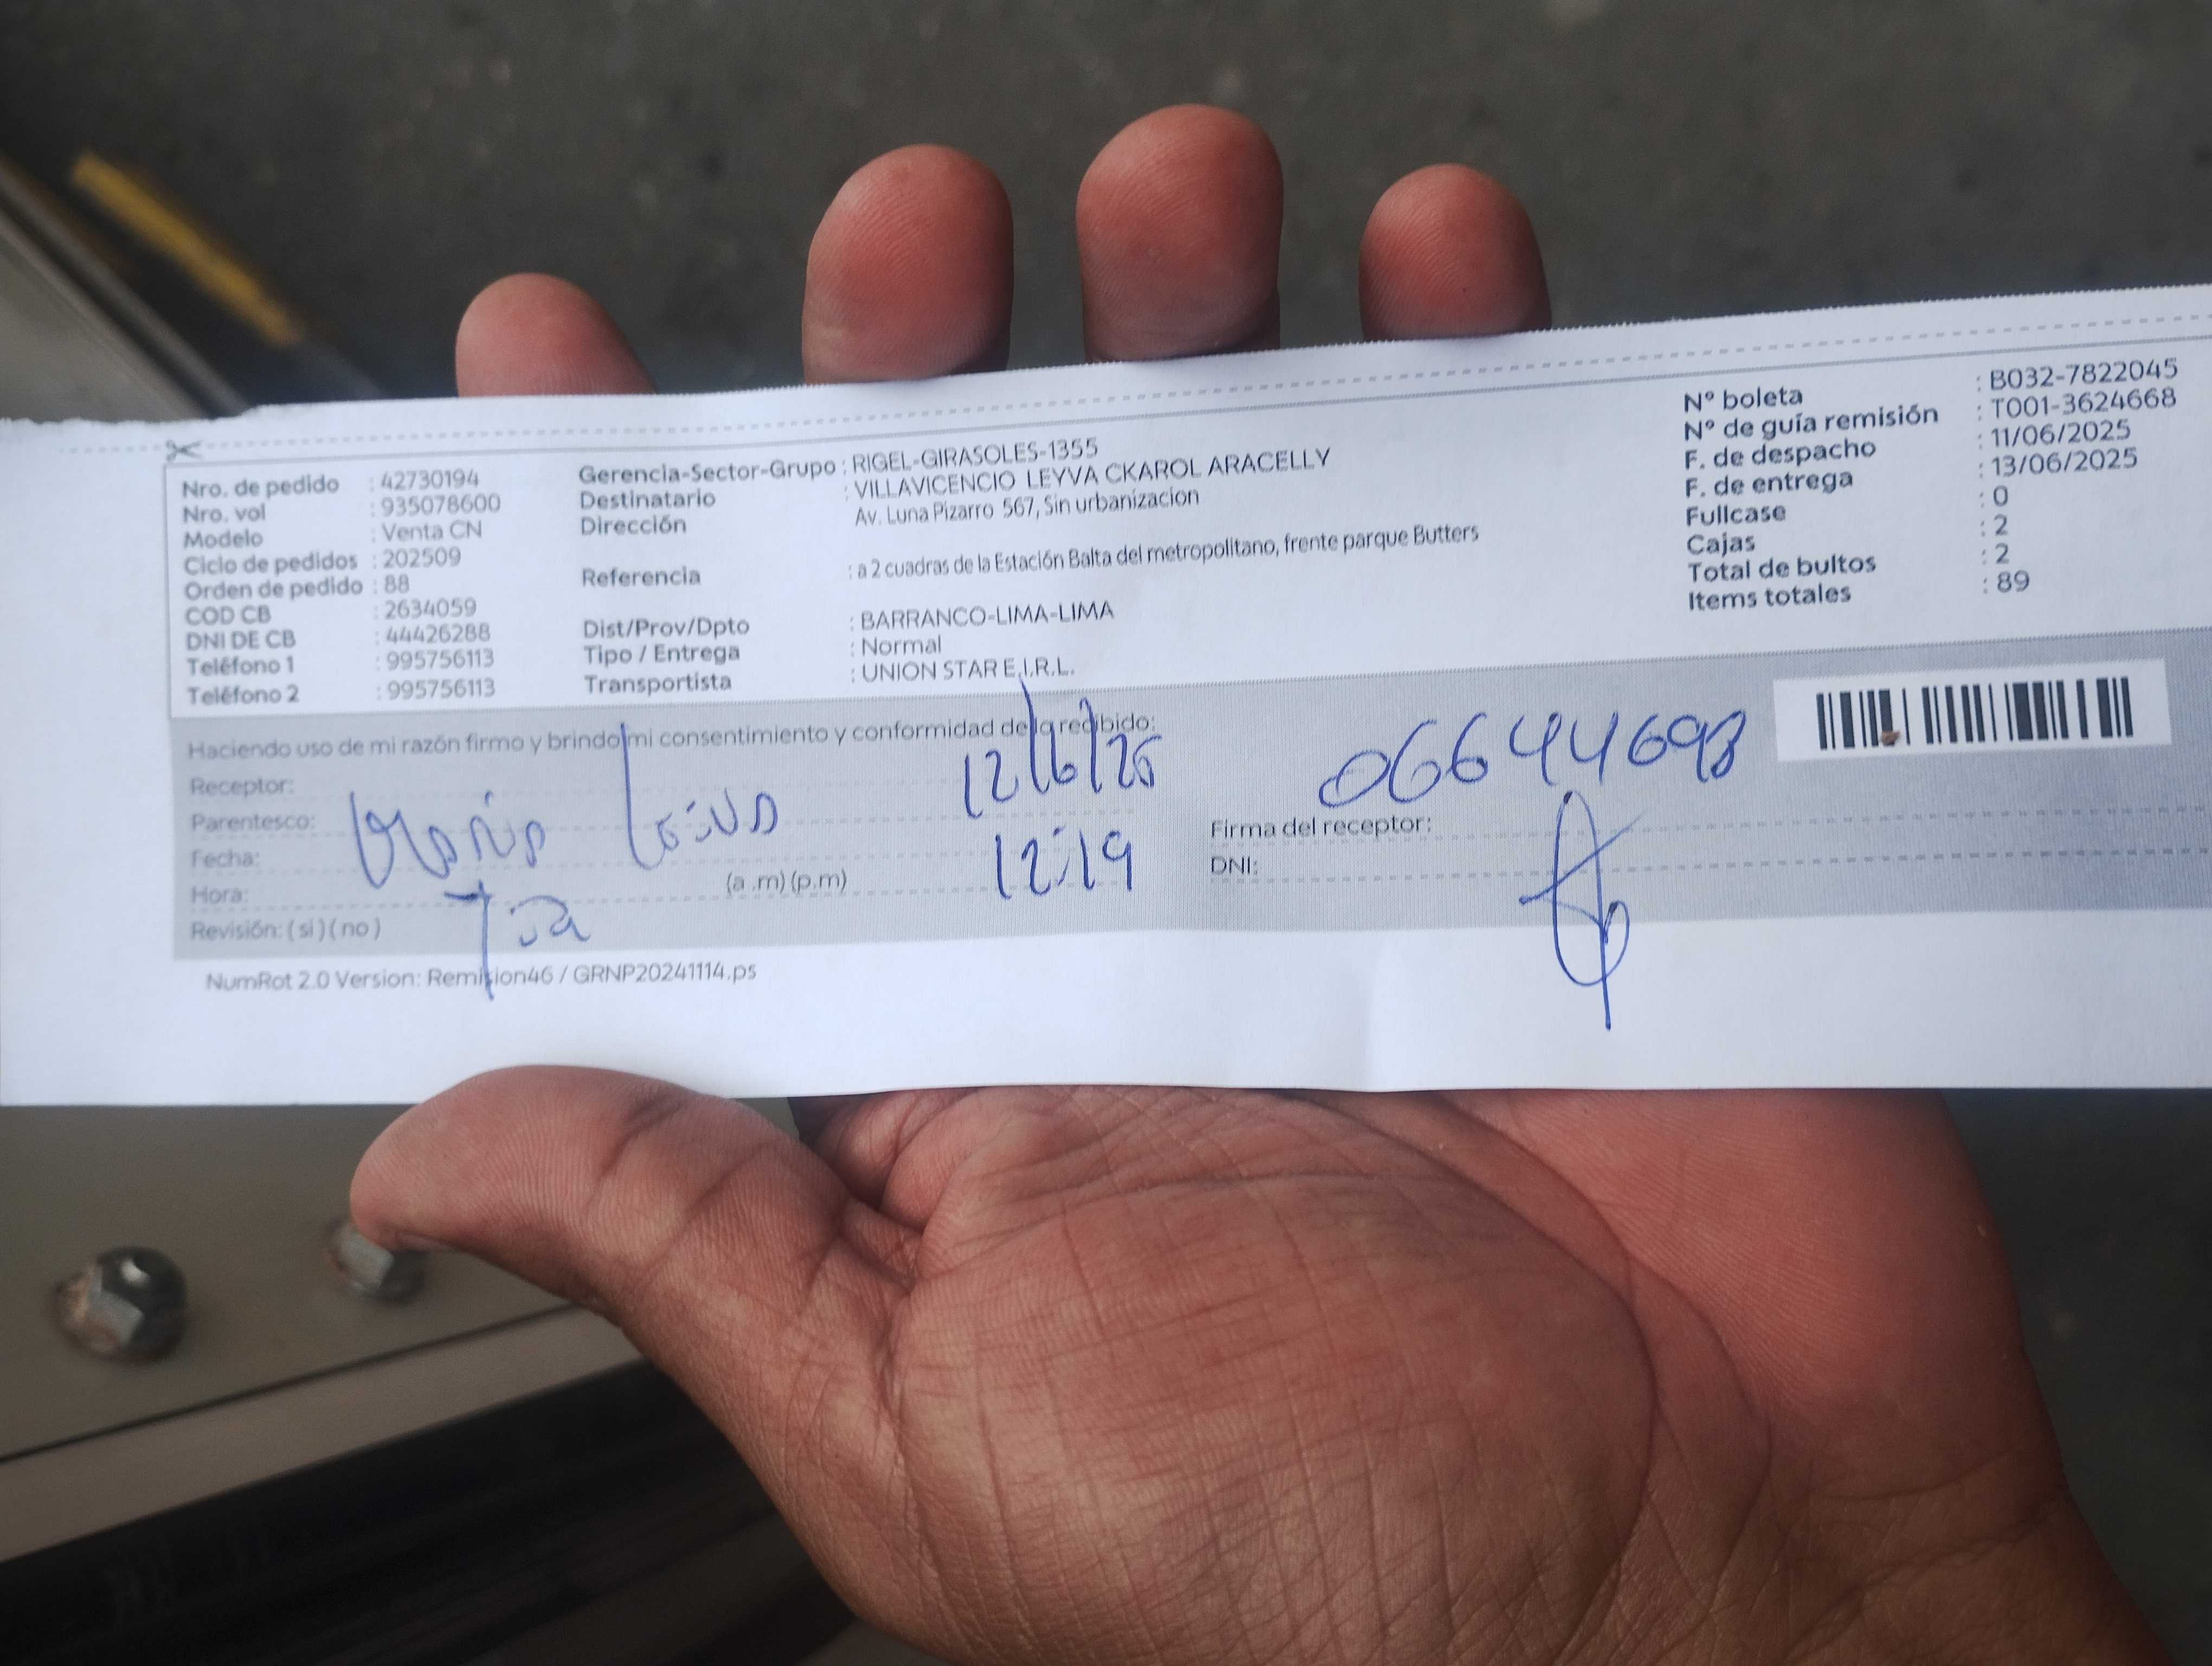 Nro. de pedido : 42730194
Nro. vol : 935078600
Modelo : Venta CN
Ciclo de pedidos : 202509
Orden de pedido : 88
COD CB : 2634059
DNI DE CB : 44426288
Teléfono 1 : 995756113
Teléfono 2 : 995756113
Gerencia-Sector-Grupo : RIGEL-GIRASOLES-1355
Destinatario : VILLAVICENCIO LEYVA CKAROL ARACELLY
Dirección Av. Luna Pizarro 567, Sin urbanizacion
Referencia : a 2 cuadras de la Estación Balta del metropolitano, frente parque Butters
Dist/Prov/Dpto : BARRANCO-LIMA-LIMA
Tipo / Entrega : Normal
Transportista : UNION STAR E.I.R.L.
Nº boleta : B032-7822045
Nº de guía remisión : T001-3624668
F. de despacho : 11/06/2025
F. de entrega : 13/06/2025
Fullcase : 0
Cajas : 2
Total de bultos : 2
Items totales : 89
Haciendo uso de mi razón firmo y brindo mi consentimiento y conformidad de lo recibido:
Receptor:
Parentesco:
Fecha:
Hora: (a .m) (p.m)
Revisión: ( si ) ( no )
12/6/25
12:19
06644698
Firma del receptor:
DNI:
Tia
NumRot 2.0 Version: Remision46 / GRNP20241114.ps